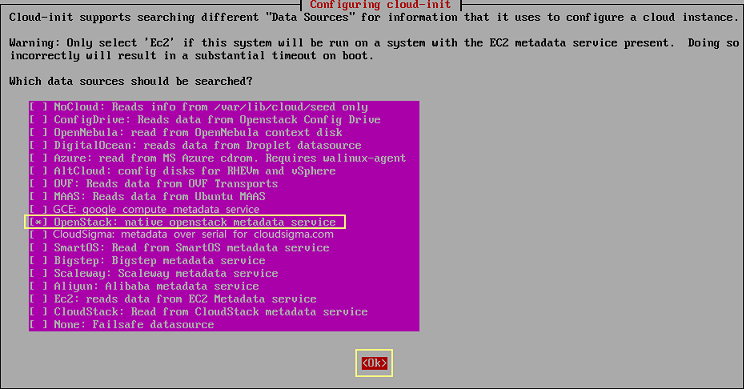 Configuring cloud-init
Cloud-init supports searching different "Data Sources" for information that it uses to configure a cloud instance.
Warning: Only select 'Ec2' if this system will be run on a system with the EC2 metadata service present.  Doing so
incorrectly will result in a substantial timeout on boot.
Which data sources should be searched?
[ ] NoCloud: Reads info from /var/lib/cloud/seed only
[ ] ConfigDrive: Reads data from Openstack Config Drive
[ ] OpenNebula: read from OpenNebula context disk
[ ] DigitalOcean: reads data from Droplet datasource
[ ] Azure: read from MS Azure cdrom. Requires walinux-agent
[ ] AltCloud: config disks for RHEVm and vSphere
[ ] OVF: Reads data from OVF Transports
[ ] MAAS: Reads data from Ubuntu MAAS
[ ] GCE: google compute metadata service
[*] OpenStack: native openstack metadata service
[ ] CloudSigma: metadata over serial for cloudsigma.com
[ ] SmartOS: Read from SmartOS metadata service
[ ] Bigstep: Bigstep metadata service
[ ] Scaleway: Scaleway metadata service
[ ] Aliyun: Alibaba metadata service
[ ] Ec2: reads data from EC2 Metadata service
[ ] CloudStack: Read from CloudStack metadata service
[ ] None: Failsafe datasource
<Ok>